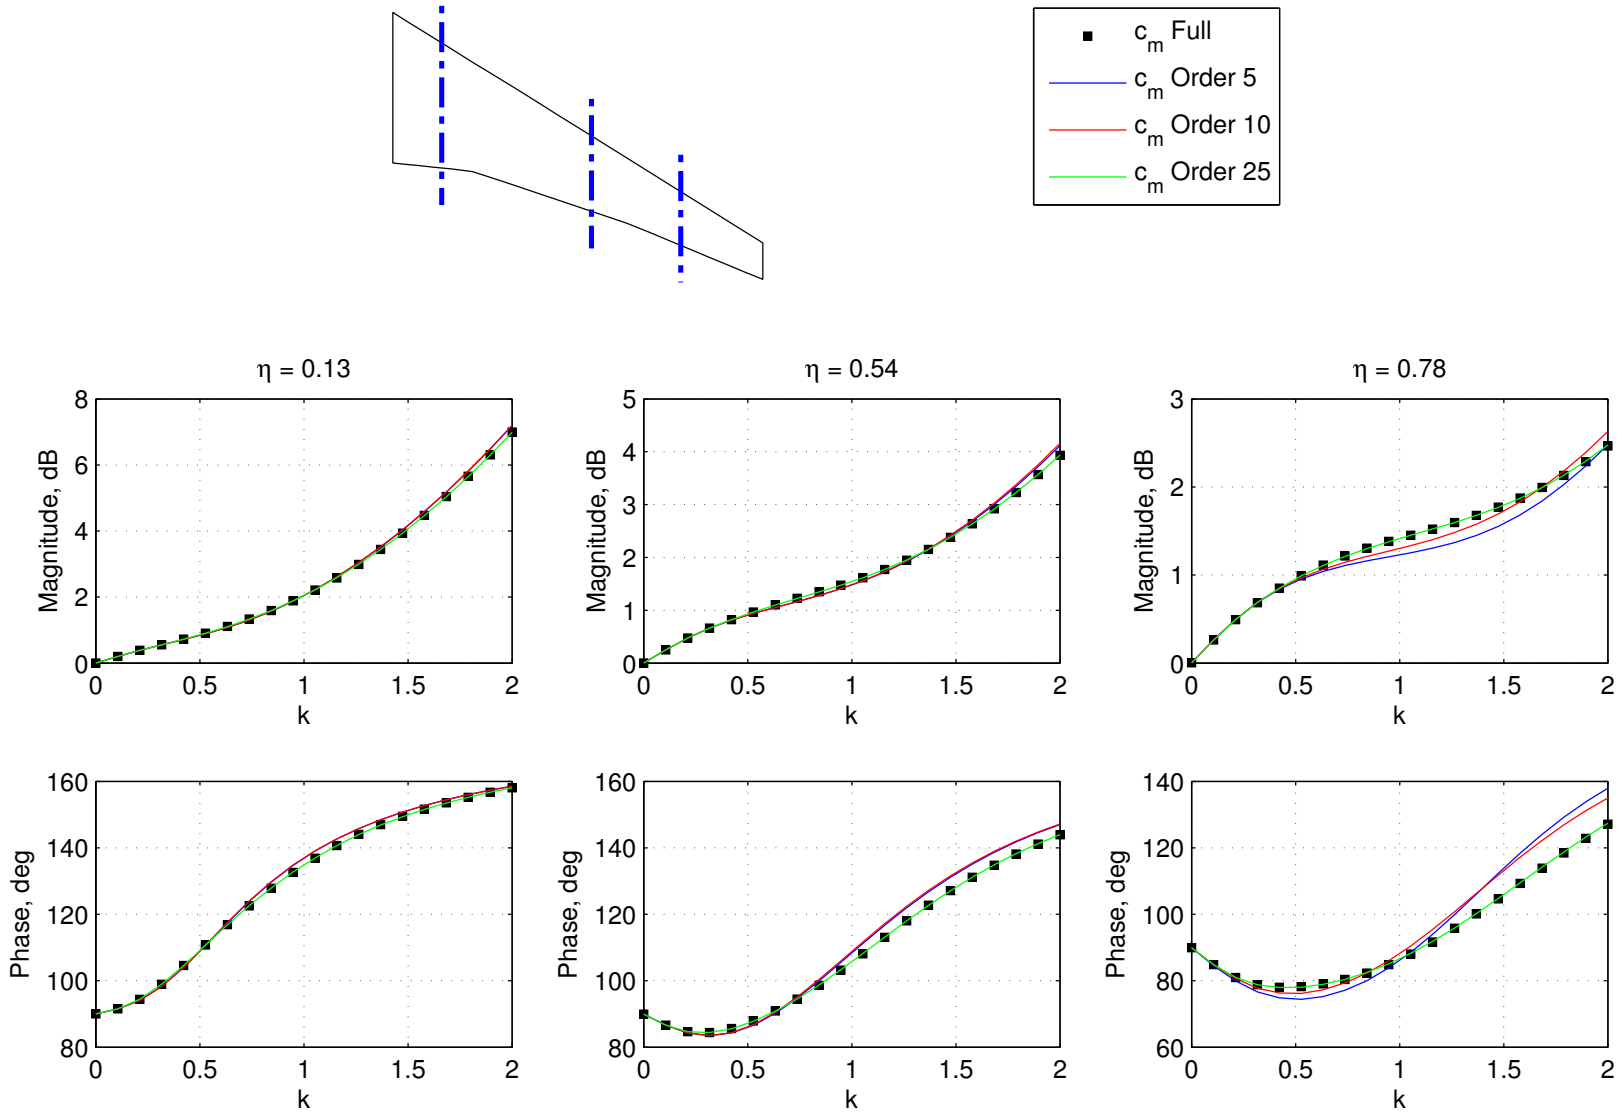 c_m Full
c_m Order 5
c_m Order 10
c_m Order 25
η = 0.13
η = 0.54
η = 0.78
Magnitude, dB
8
6
4
2
0
0 0.5 1 1.5 2
k
Magnitude, dB
5
4
3
2
1
0
0 0.5 1 1.5 2
k
Magnitude, dB
3
2
1
0
0 0.5 1 1.5 2
k
Phase, deg
160
140
120
100
80
0 0.5 1 1.5 2
k
Phase, deg
160
140
120
100
80
0 0.5 1 1.5 2
k
Phase, deg
140
120
100
80
60
0 0.5 1 1.5 2
k